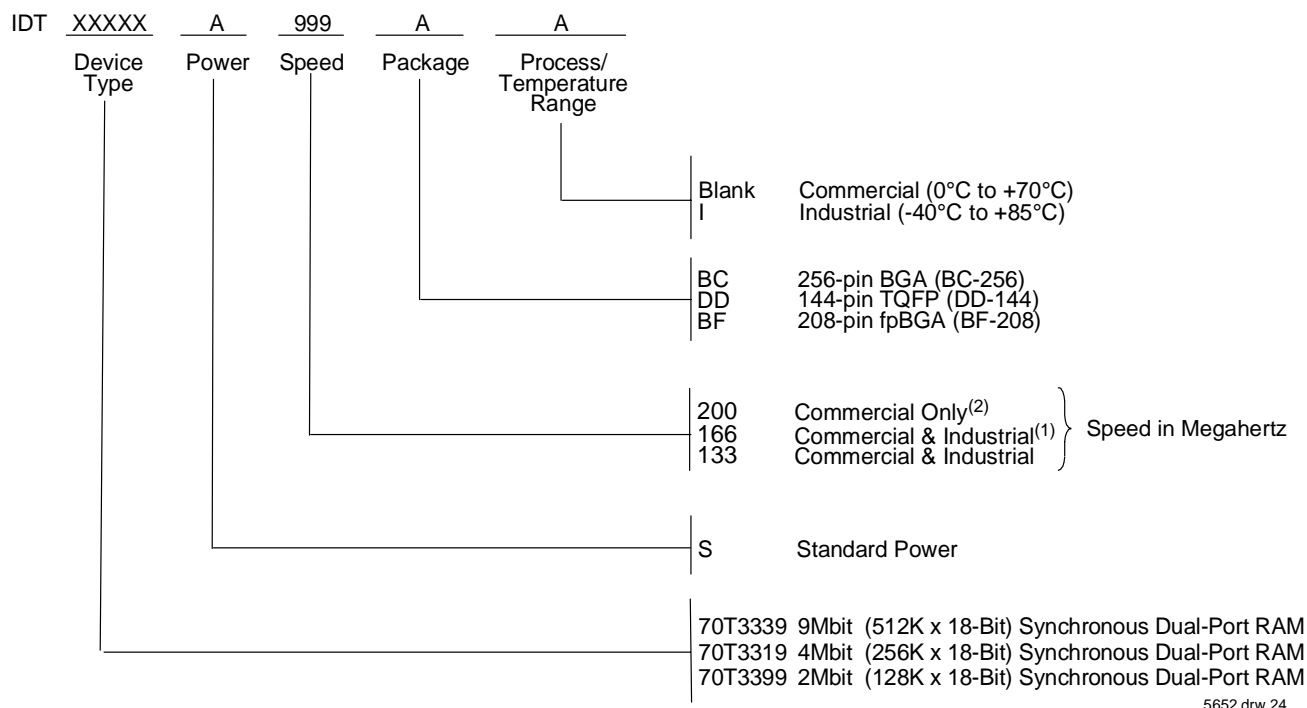 IDT XXXXX A 999 A A
Device Type Power Speed Package Process/ Temperature Range
Blank Commercial (0°C to +70°C)
I Industrial (-40°C to +85°C)
BC 256-pin BGA (BC-256)
DD 144-pin TQFP (DD-144)
BF 208-pin fpBGA (BF-208)
200 Commercial Only(2)
166 Commercial & Industrial(1)
133 Commercial & Industrial
Speed in Megahertz
S Standard Power
70T3339 9Mbit (512K x 18-Bit) Synchronous Dual-Port RAM
70T3319 4Mbit (256K x 18-Bit) Synchronous Dual-Port RAM
70T3399 2Mbit (128K x 18-Bit) Synchronous Dual-Port RAM
5652 drw 24